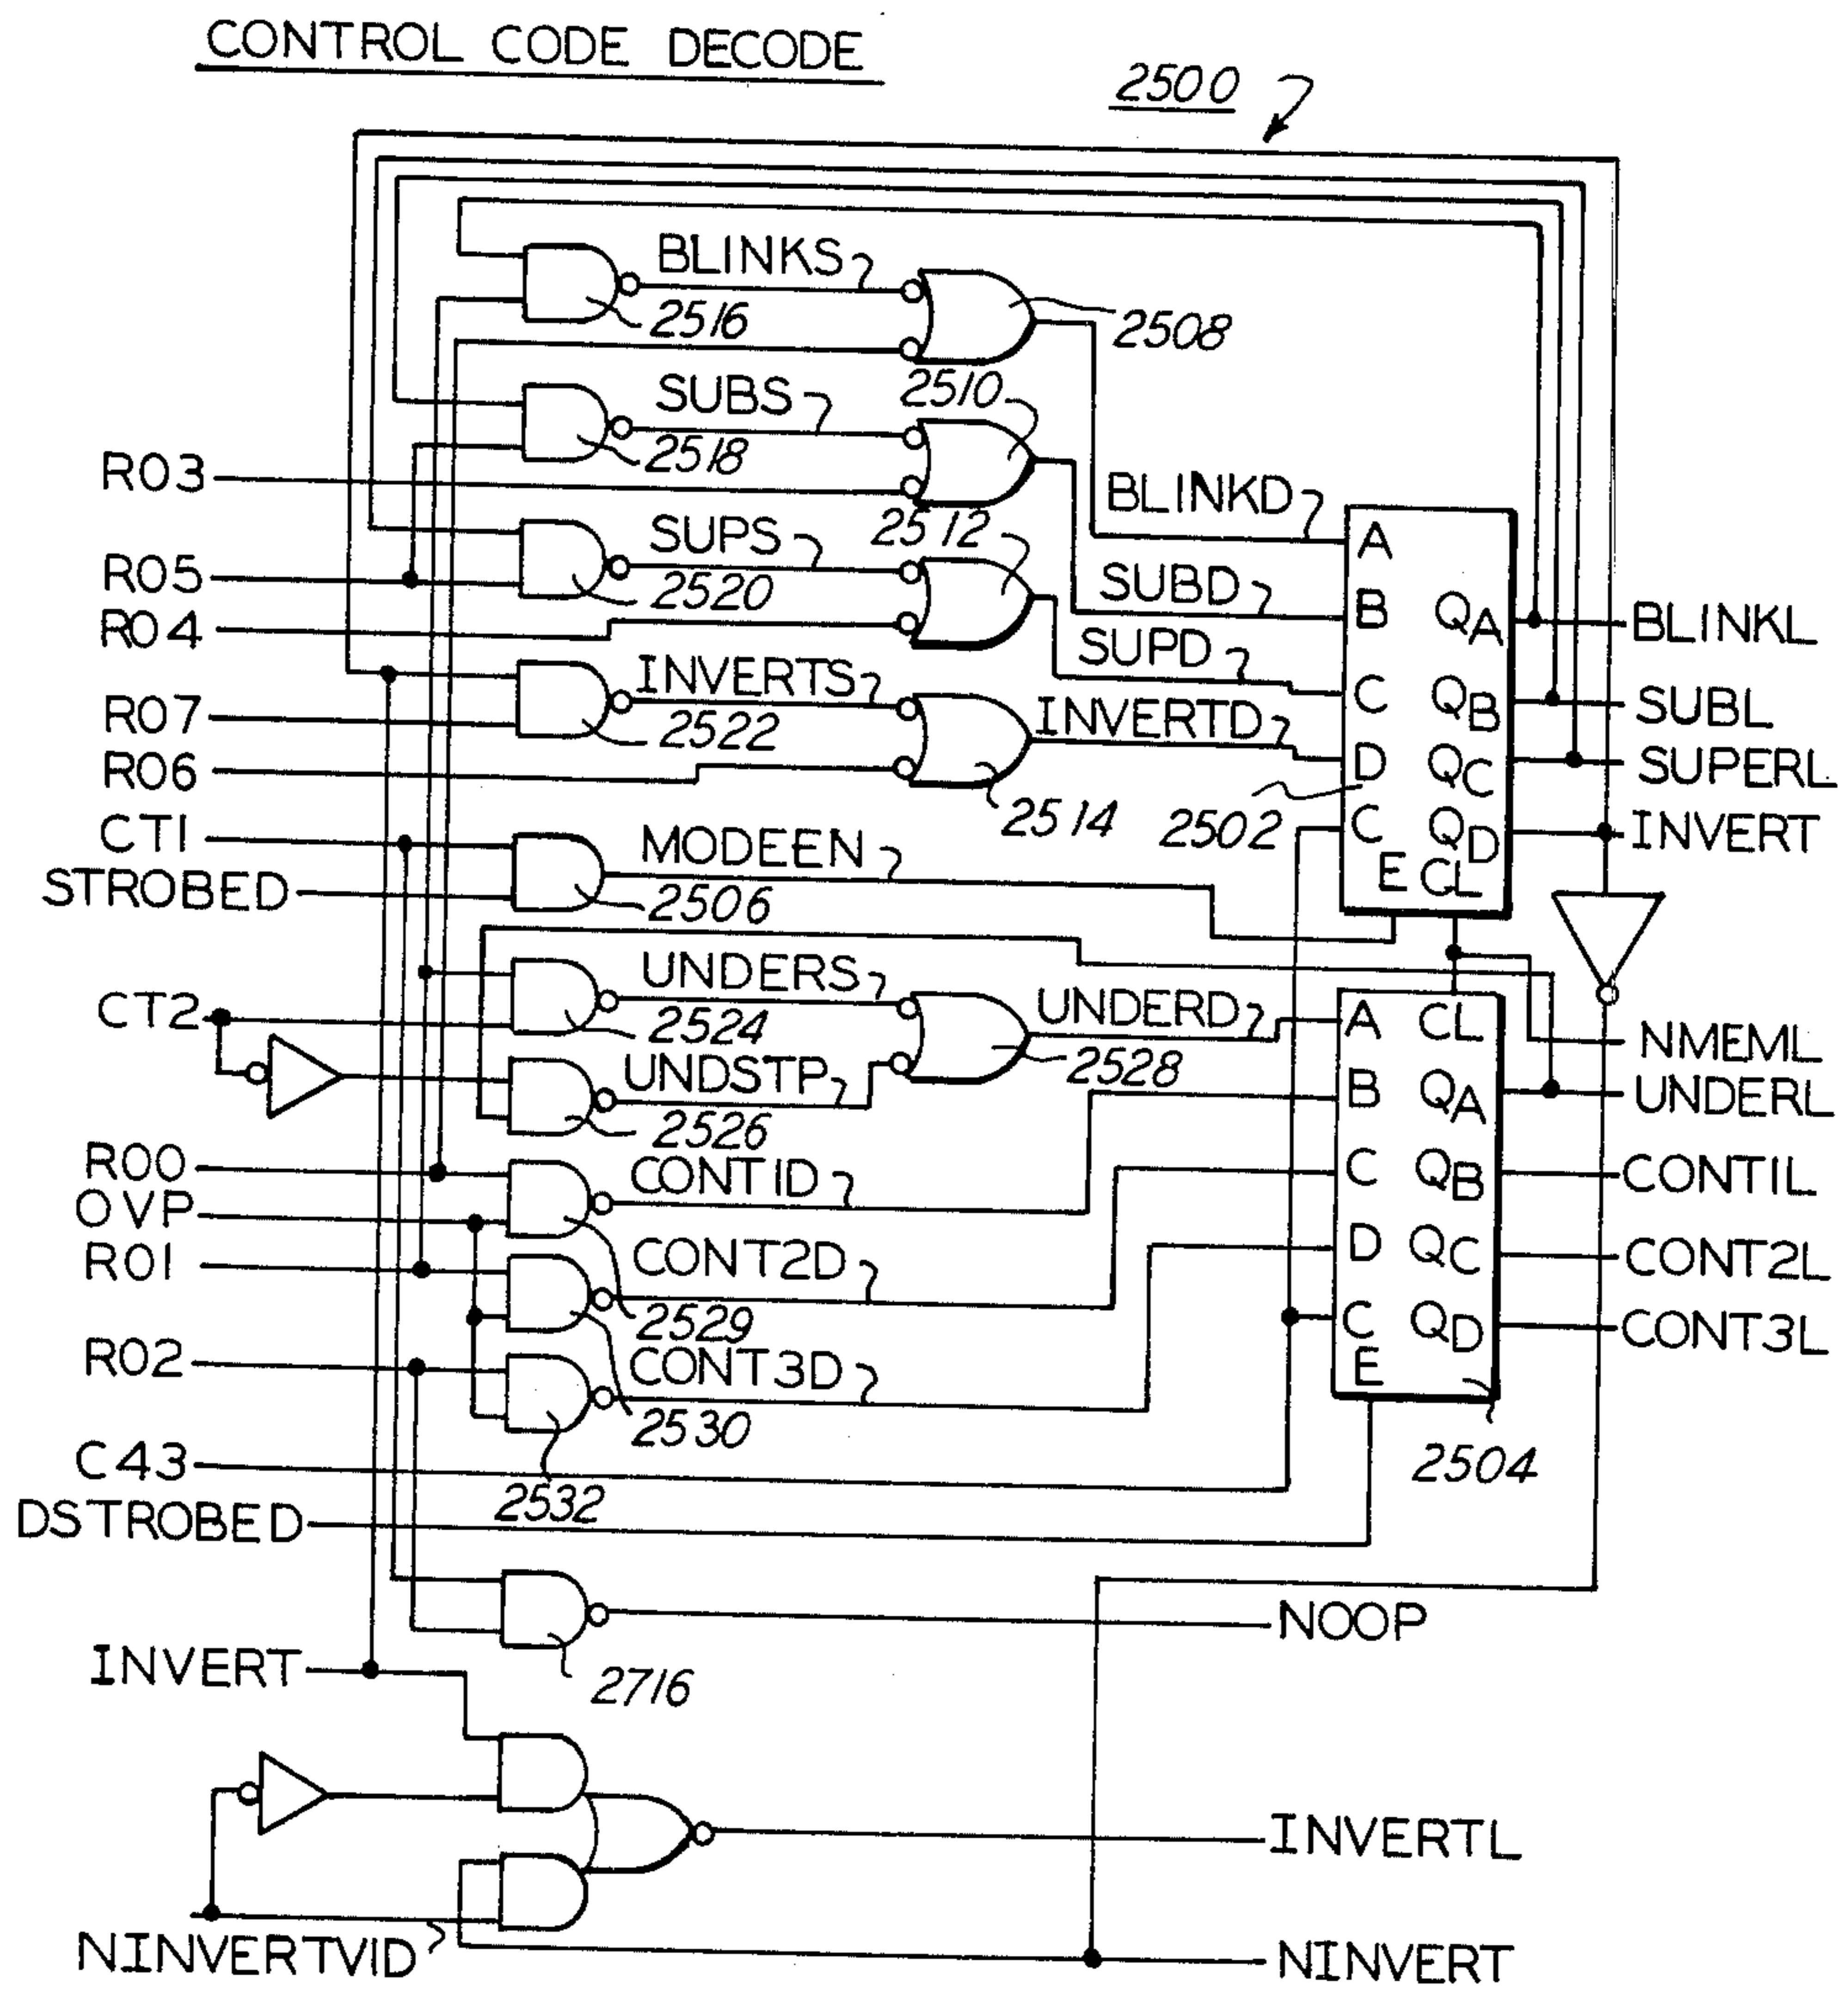 CONTROL CODE DECODE
2500
BLINKS
2516
2508
SUBS
2510
2518
R03
BLINKD
A
SUPS
2512
R05
2520
SUBD
B
QA
BLINKL
R04
SUPD
INVERTS
C
QB
SUBL
R07
2522
INVERTD
D
QC
SUPERL
R06
2514
2502
C
QD
INVERT
CT1
MODEEN
E CL
STROBED
2506
UNDERS
CT2
2524
UNDERD
A
CL
NMEML
UNDSTP
2528
B
QA
UNDERL
2526
R00
CONT1D
C
QB
CONT1L
OVP
R01
CONT2D
D
QC
CONT2L
2529
C
QD
CONT3L
R02
CONT3D
E
2530
C43
2504
2532
DSTROBED
NOOP
INVERT
2716
INVERTL
NINVERTVID
NINVERT